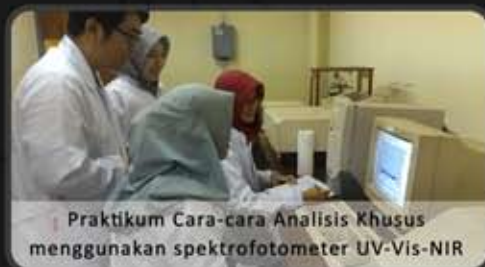 Praktikum Cara-cara Analisis Khusus
menggunakan spektrofotometer UV-Vis-NIR